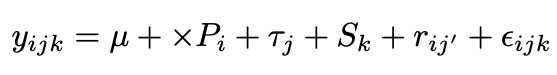 y_{ijk} = μ + ×P_i + τ_j + S_k + r_{ij′} + ϵ_{ijk}